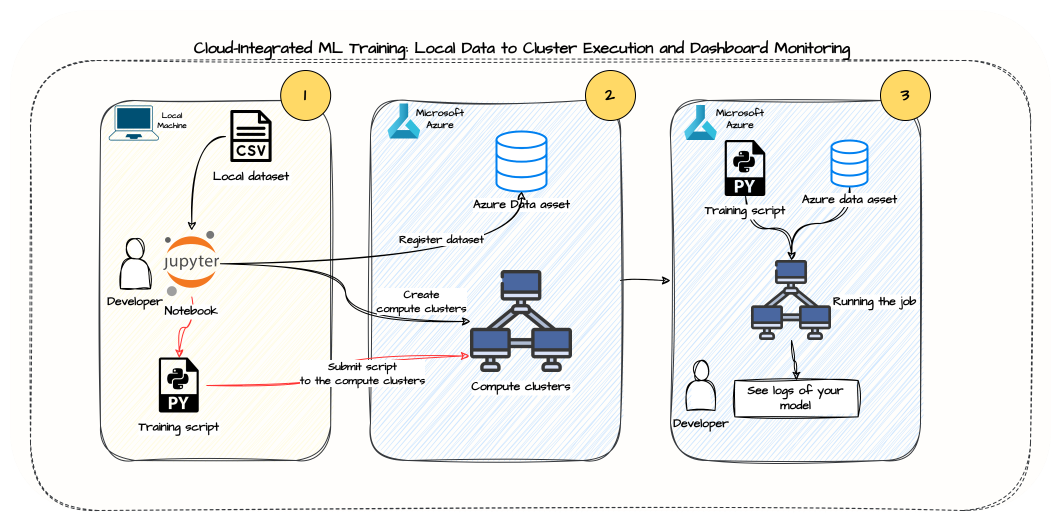 Cloud-Integrated ML Training: Local Data to Cluster Execution and Dashboard Monitoring
1
Local
Machine
CSV
Local dataset
jupyter
Developer
Notebook
PY
Training script
2
Microsoft
Azure
Azure Data asset
Register dataset
Create
compute clusters
Submit script
to the compute clusters
Compute clusters
3
Microsoft
Azure
PY
Training script
Azure data asset
Running the job
See logs of your
model
Developer